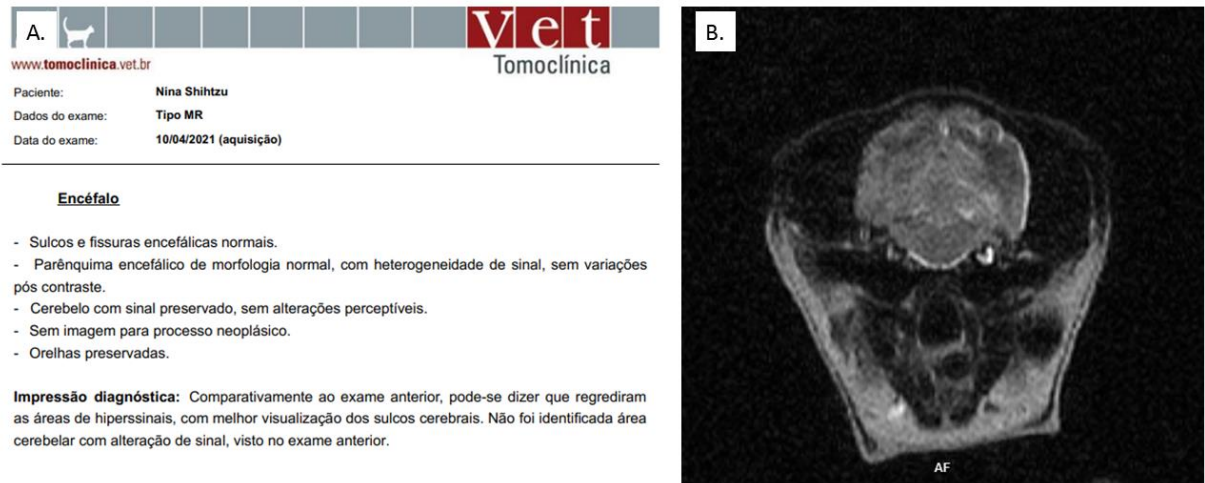 A.
Vet
Tomoclínica
www.tomoclinica.vet.br
Paciente: Nina Shihtzu
Dados do exame: Tipo MR
Data do exame: 10/04/2021 (aquisição)
Encéfalo
- Sulcos e fissuras encefálicas normais.
- Parênquima encefálico de morfologia normal, com heterogeneidade de sinal, sem variações
pós contraste.
- Cerebelo com sinal preservado, sem alterações perceptíveis.
- Sem imagem para processo neoplásico.
- Orelhas preservadas.
Impressão diagnóstica: Comparativamente ao exame anterior, pode-se dizer que regrediram
as áreas de hiperssinais, com melhor visualização dos sulcos cerebrais. Não foi identificada área
cerebelar com alteração de sinal, visto no exame anterior.
B.
AF